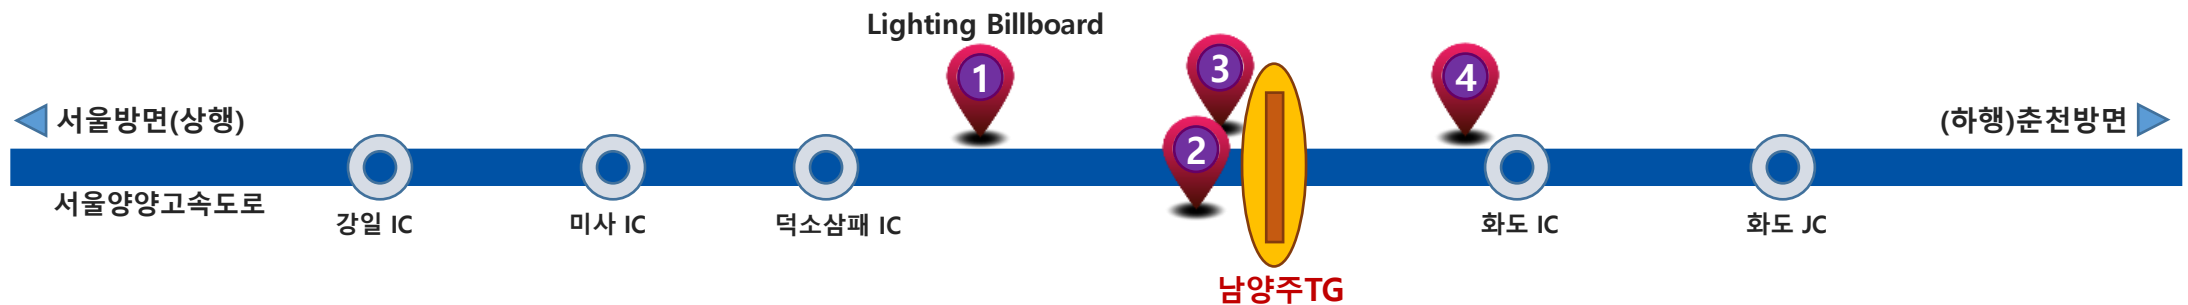 Lighting Billboard
1
3
4
2
서울방면(상행)
(하행)춘천방면
서울양양고속도로
강일 IC
미사 IC
덕소삼패 IC
화도 IC
화도 JC
남양주TG